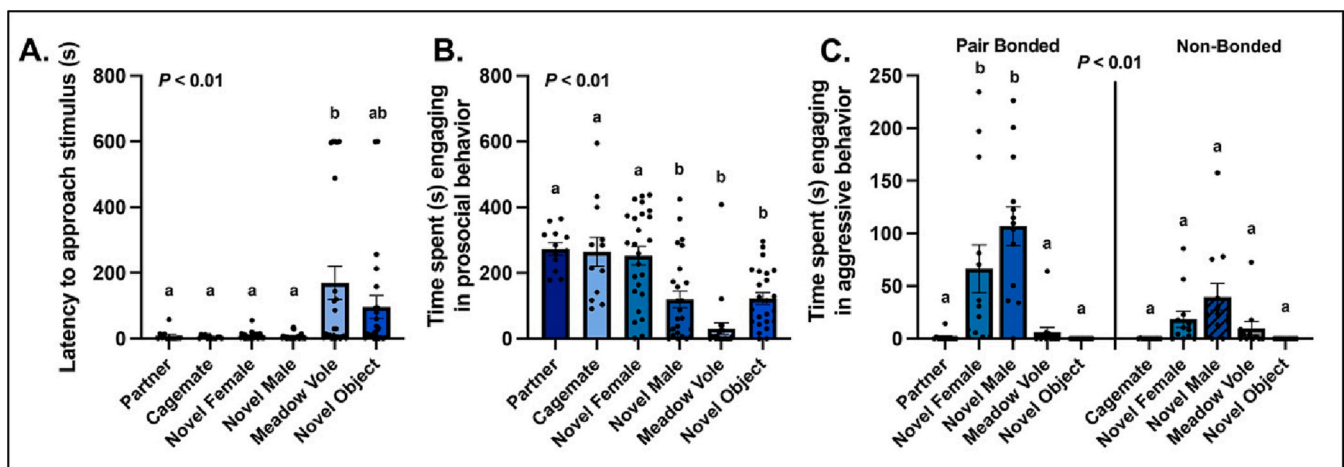 A.
Latency to approach stimulus (s)
P < 0.01
800
600
400
200
0
a
a
a
a
b
ab
Partner
Cagemate
Novel Female
Novel Male
Meadow Vole
Novel Object
B.
Time spent (s) engaging
in prosocial behavior
P < 0.01
800
600
400
200
0
a
a
a
b
b
b
Partner
Cagemate
Novel Female
Novel Male
Meadow Vole
Novel Object
C.
Pair Bonded
Non-Bonded
P < 0.01
Time spent (s) engaging
in aggressive behavior
250
200
150
100
50
0
a
b
b
a
a
a
a
a
a
a
Partner
Novel Female
Novel Male
Meadow Vole
Novel Object
Cagemate
Novel Female
Novel Male
Meadow Vole
Novel Object